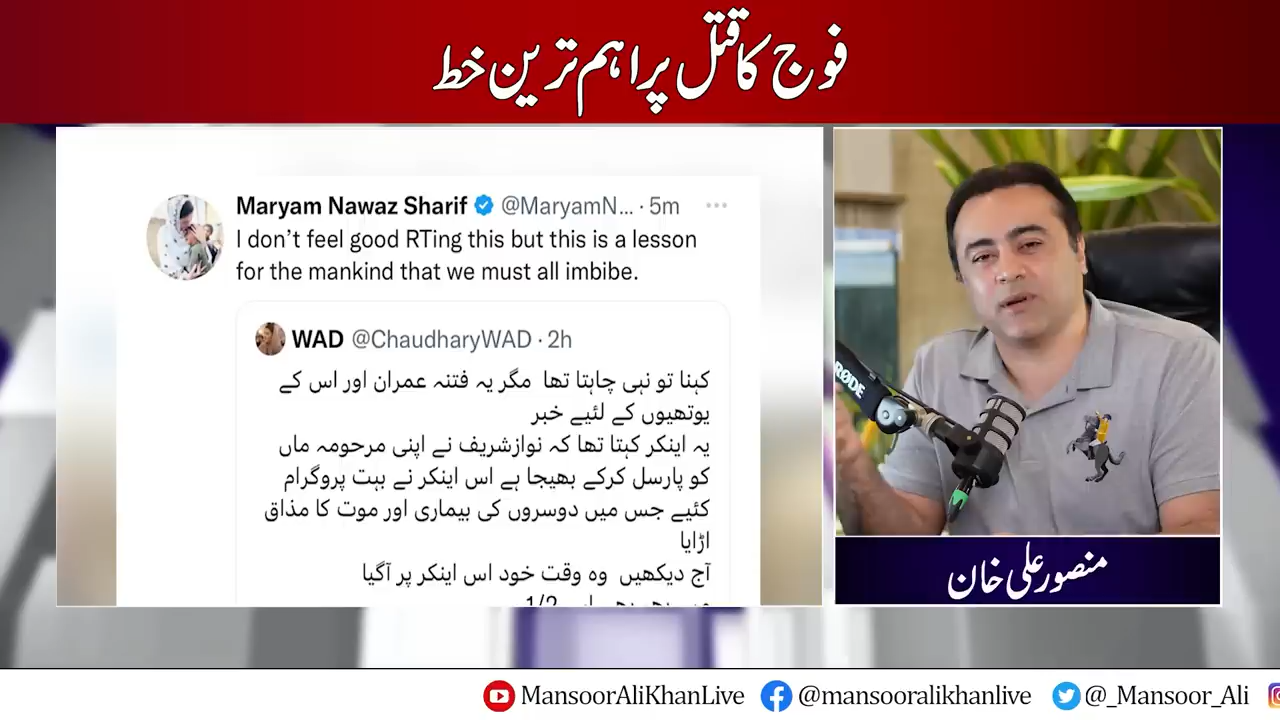 فوج کا قتل پر اہم ترین خط
Maryam Nawaz Sharif @MaryamN... · 5m
I don’t feel good RTing this but this is a lesson
for the mankind that we must all imbibe.
WAD @ChaudharyWAD · 2h
کہنا تو نہی چاہتا تھا مگر یہ فتنہ عمران اور اس کے
یوتھیوں کے لئیے خبر
یہ اینکر کہتا تھا کہ نوازشریف نے اپنی مرحومہ ماں
کو پارسل کرکے بھیجا ہے اس اینکر نے بہت پروگرام
کئیے جس میں دوسروں کی بیماری اور موت کا مذاق
اڑایا
آج دیکھیں وہ وقت خود اس اینکر پر آگیا
1/2
RØDE
منصور علی خان
MansoorAliKhanLive @mansooralikhanlive @_Mansoor_Ali